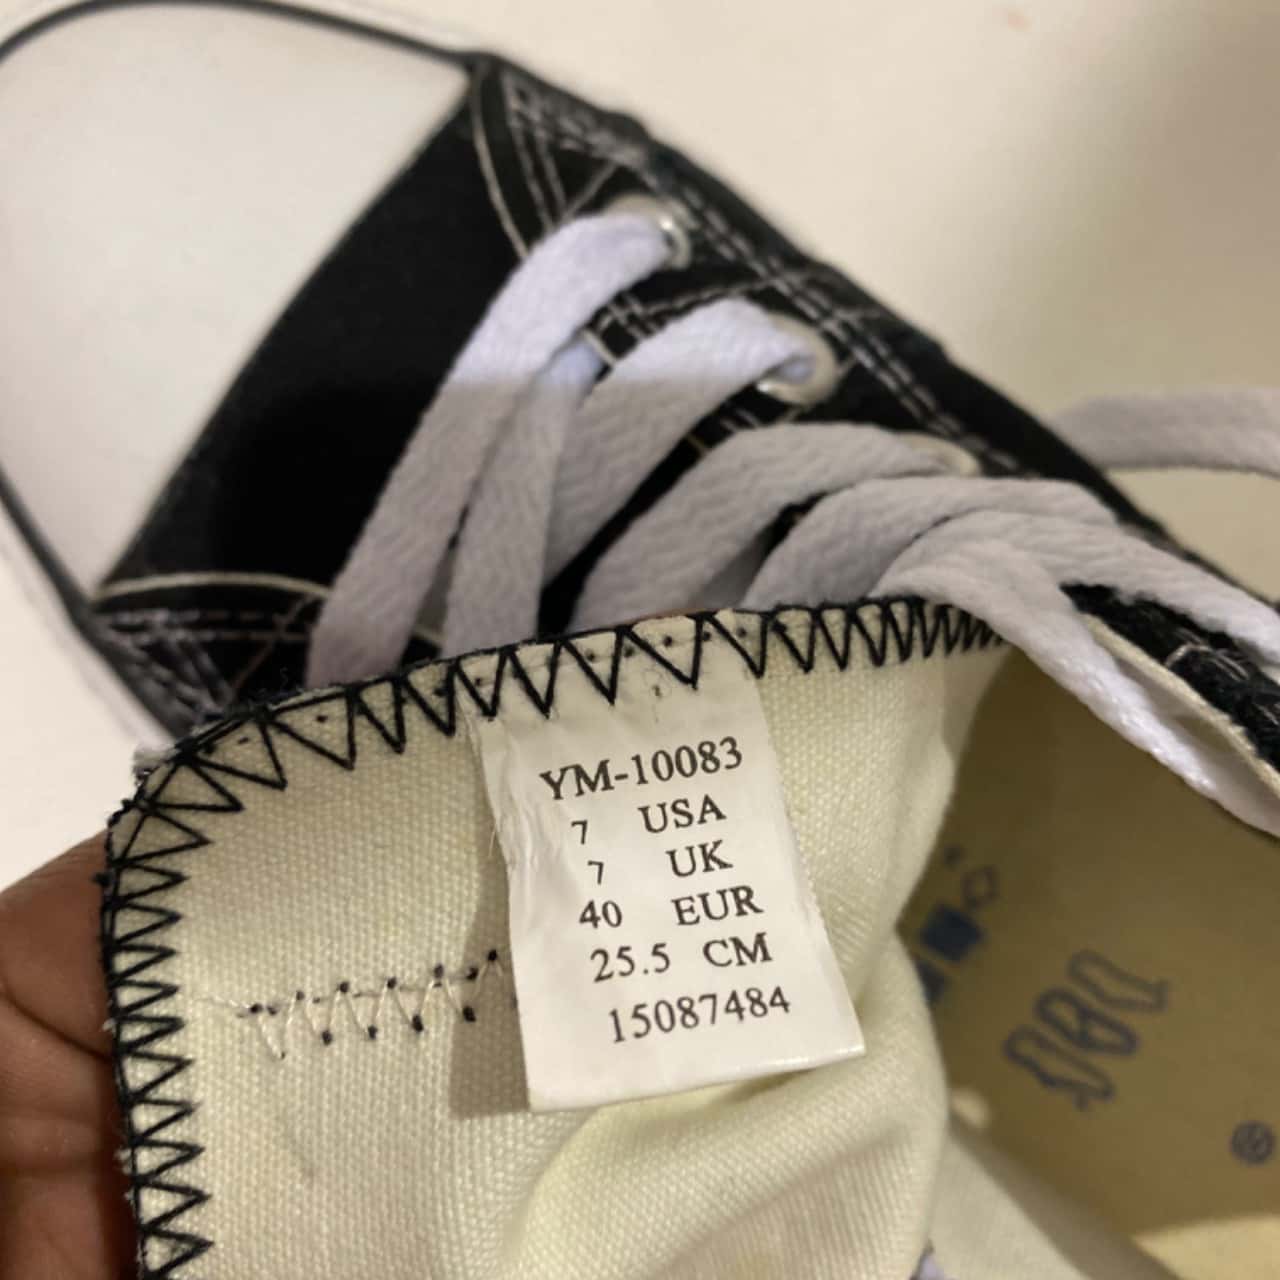 YM-10083
7 USA
7 UK
40 EUR
25.5 CM
15087484
®